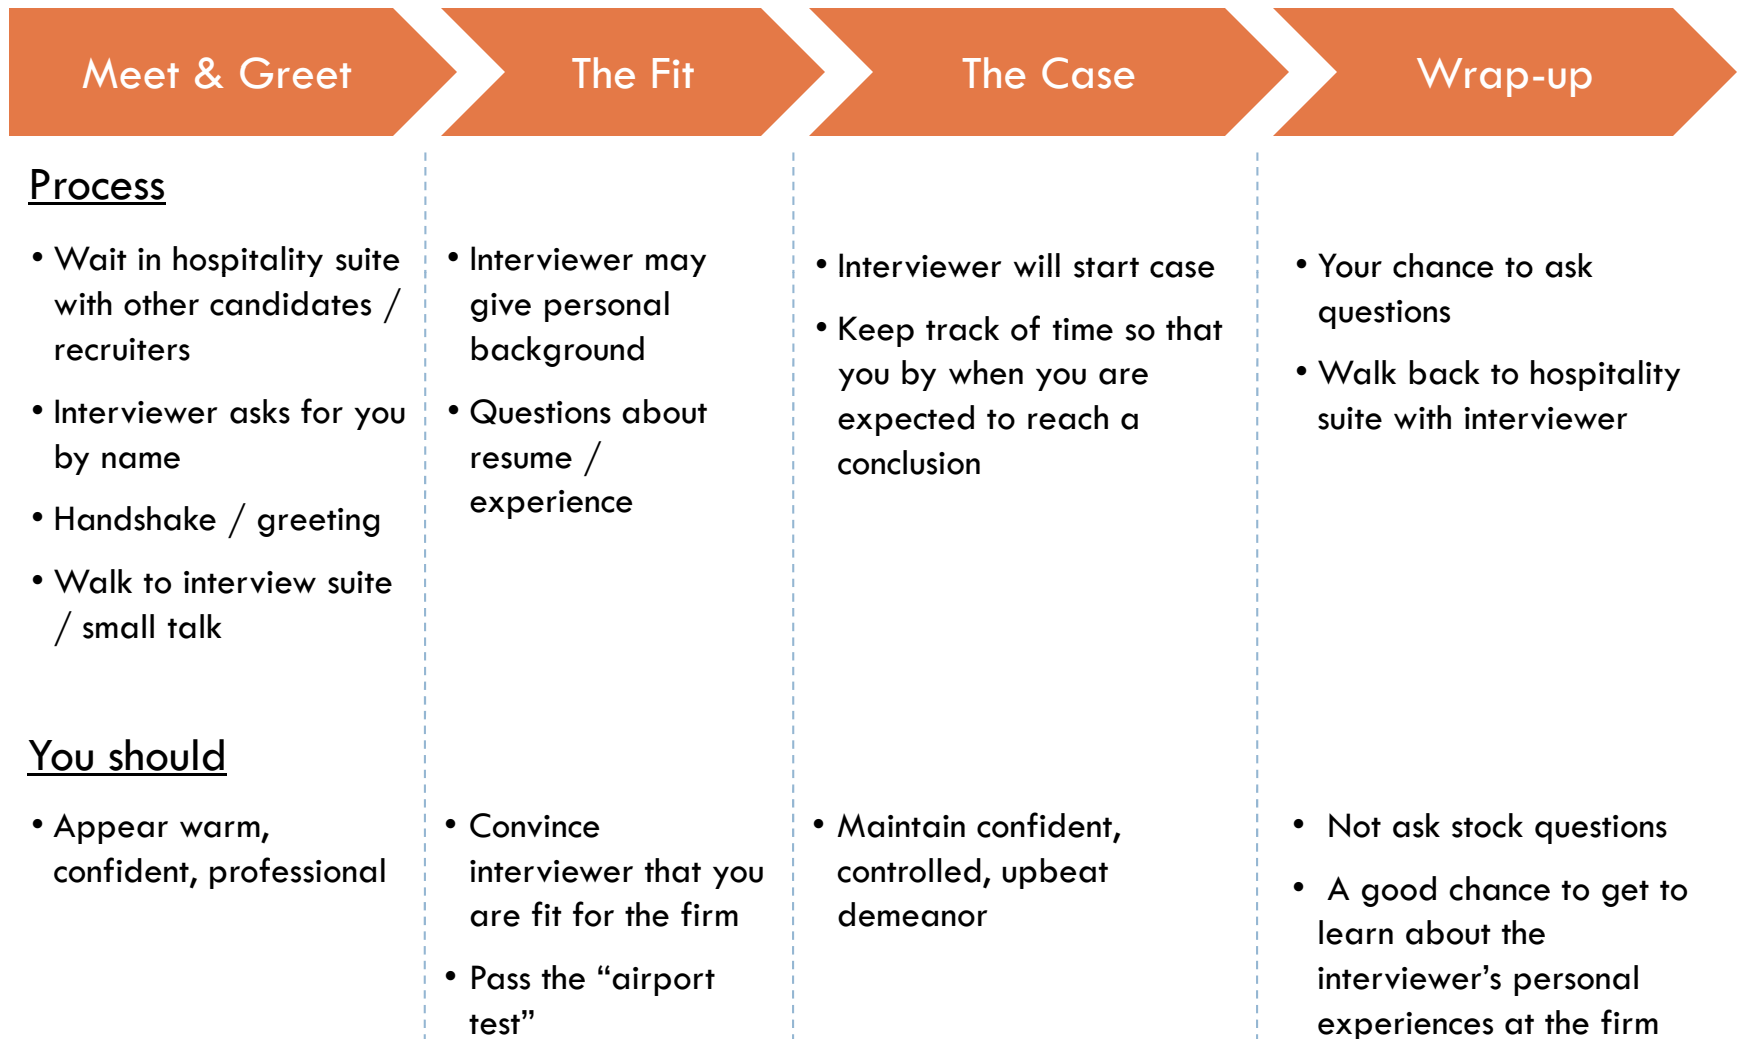 Meet & Greet
The Fit
The Case
Wrap-up
Process
• Wait in hospitality suite
with other candidates /
recruiters
• Interviewer asks for you
by name
• Handshake / greeting
• Walk to interview suite
/ small talk
• Interviewer may
give personal
background
• Questions about
resume /
experience
• Interviewer will start case
• Keep track of time so that
you by when you are
expected to reach a
conclusion
• Your chance to ask
questions
• Walk back to hospitality
suite with interviewer
You should
• Appear warm,
confident, professional
• Convince
interviewer that you
are fit for the firm
• Pass the “airport
test”
• Maintain confident,
controlled, upbeat
demeanor
• Not ask stock questions
• A good chance to get to
learn about the
interviewer’s personal
experiences at the firm